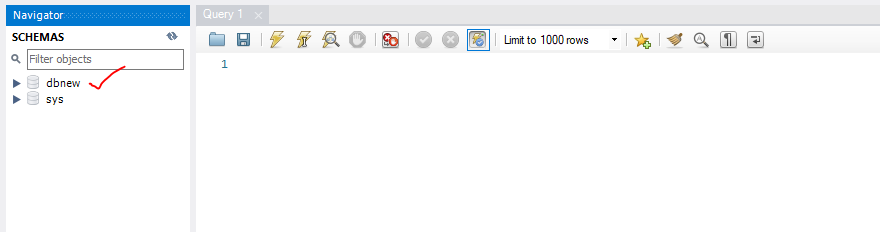 Navigator
SCHEMAS
Filter objects
dbnew
sys
Query 1
Limit to 1000 rows
1